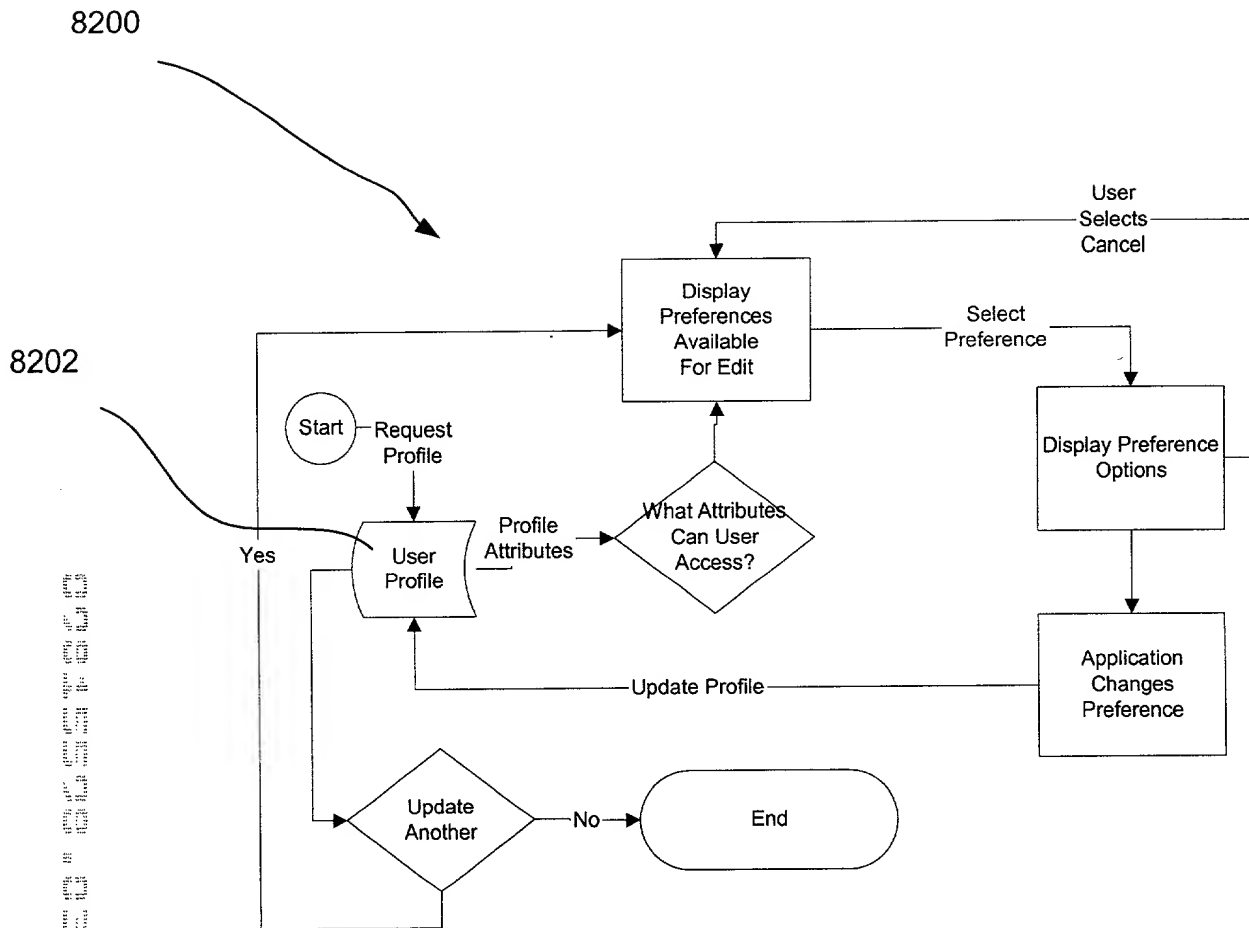 8200
User
Selects
Cancel
Display
Preferences
Available
For Edit
Select
Preference
8202
Start
Request
Profile
Display Preference
Options
What Attributes
Can User
Access?
Profile
Attributes
User
Profile
Yes
Application
Changes
Preference
Update Profile
Update
Another
No
End